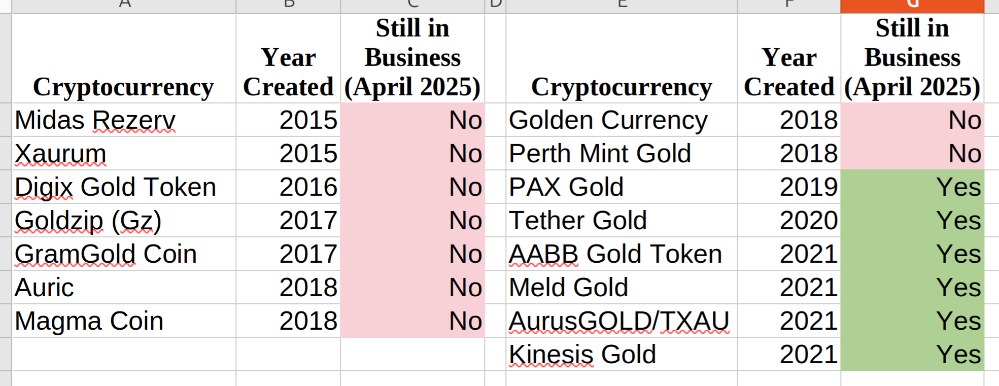 A B C D E F G
Cryptocurrency Year Created Still in Business (April 2025) Cryptocurrency Year Created Still in Business (April 2025)
Midas Rezerv 2015 No Golden Currency 2018 No
Xaurum 2015 No Perth Mint Gold 2018 No
Digix Gold Token 2016 No PAX Gold 2019 Yes
Goldzip (Gz) 2017 No Tether Gold 2020 Yes
GramGold Coin 2017 No AABB Gold Token 2021 Yes
Auric 2018 No Meld Gold 2021 Yes
Magma Coin 2018 No AurusGOLD/TXAU 2021 Yes
Kinesis Gold 2021 Yes